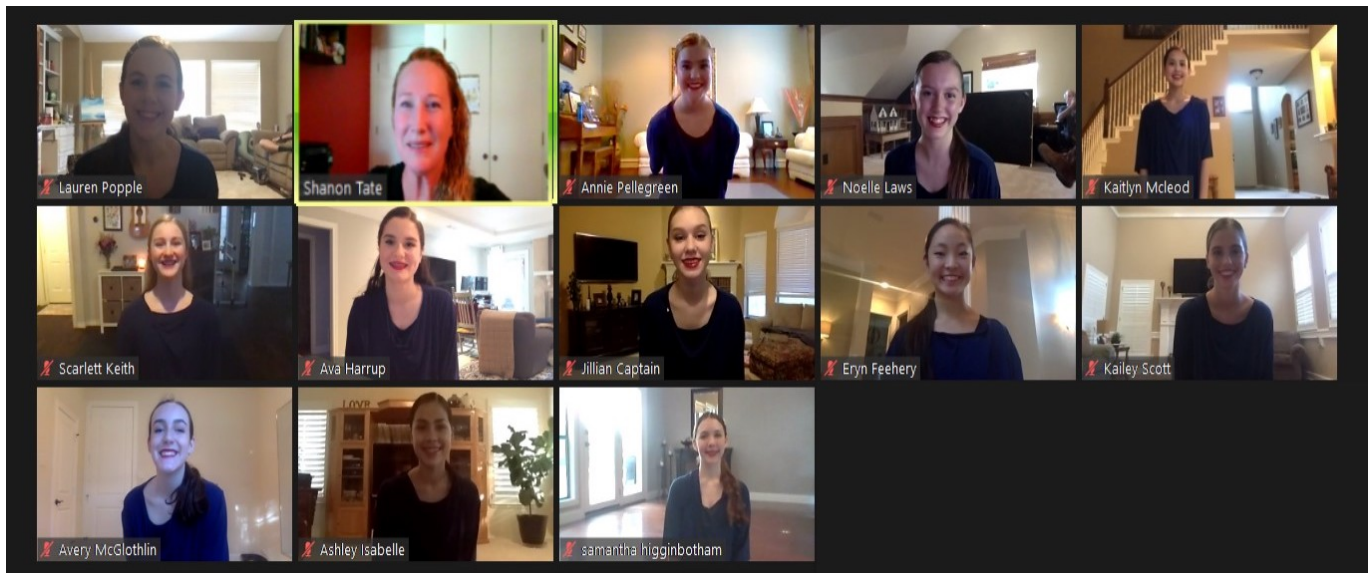 Lauren Popple
Shanon Tate
Annie Pellegreen
Noelle Laws
Kaitlyn Mcleod
Scarlett Keith
Ava Harrup
Jillian Captain
Eryn Feehery
Kailey Scott
LOVE
Avery McGlothlin
Ashley Isabelle
samantha higginbotham